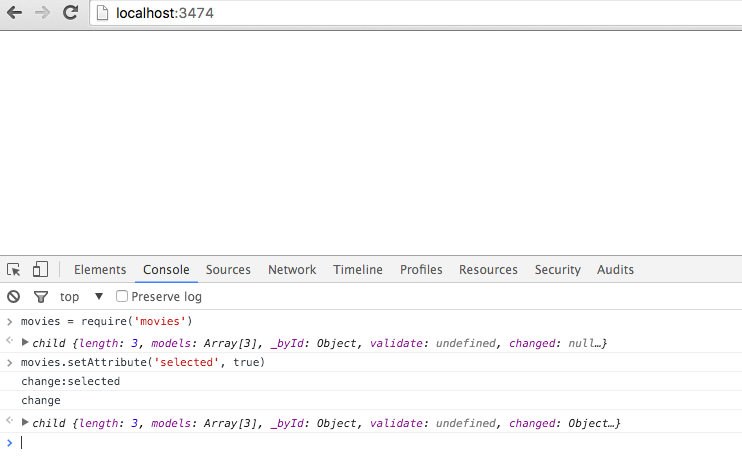 localhost:3474
Elements Console Sources Network Timeline Profiles Resources Security Audits
top ▼ Preserve log
> movies = require('movies')
<· ▶ child {length: 3, models: Array[3], _byId: Object, validate: undefined, changed: null…}
> movies.setAttribute('selected', true)
change:selected
change
<· ▶ child {length: 3, models: Array[3], _byId: Object, validate: undefined, changed: Object…}
>